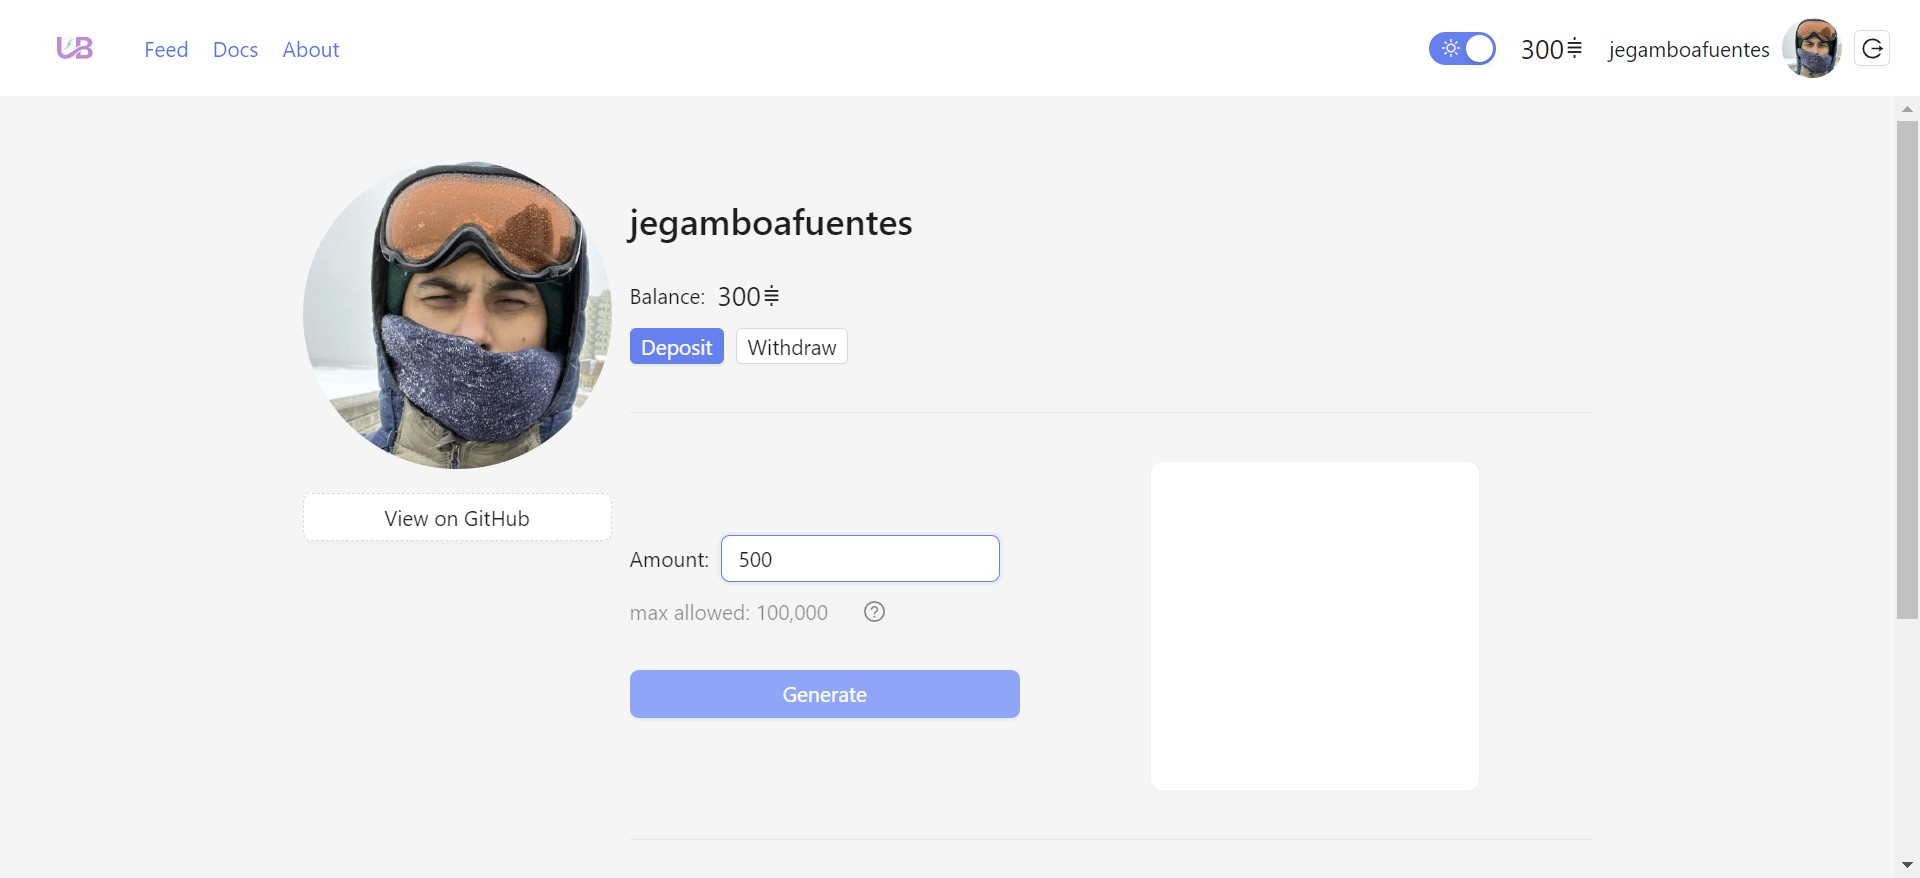 UB Feed Docs About 300 jegamboafuentes
jegamboafuentes
Balance: 300
Deposit Withdraw
View on GitHub
Amount: 500
max allowed: 100,000 ?
Generate